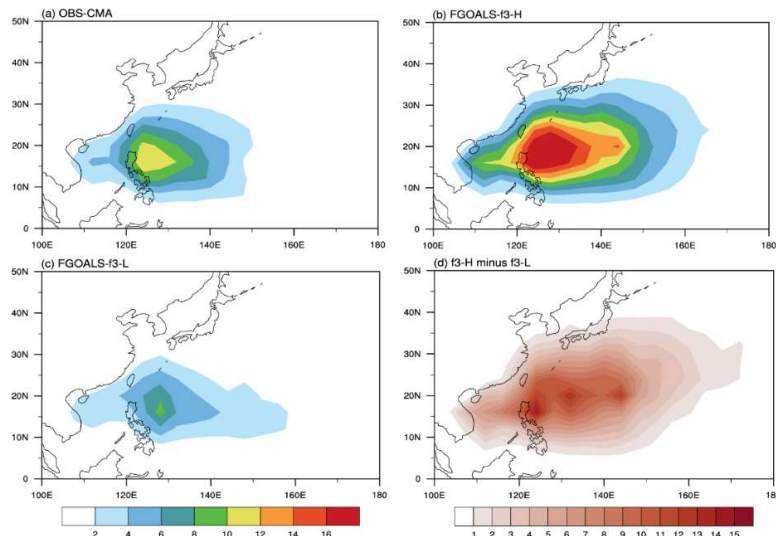 (a) OBS-CMA
(b) FGOALS-f3-H
50N
40N
30N
20N
10N
0
100E 120E 140E 160E 180
50N
40N
30N
20N
10N
0
100E 120E 140E 160E 180
(c) FGOALS-f3-L
(d) f3-H minus f3-L
50N
40N
30N
20N
10N
0
100E 120E 140E 160E 180
50N
40N
30N
20N
10N
0
100E 120E 140E 160E 180
2 4 6 8 10 12 14 16
1 2 3 4 5 6 7 8 9 10 11 12 13 14 15